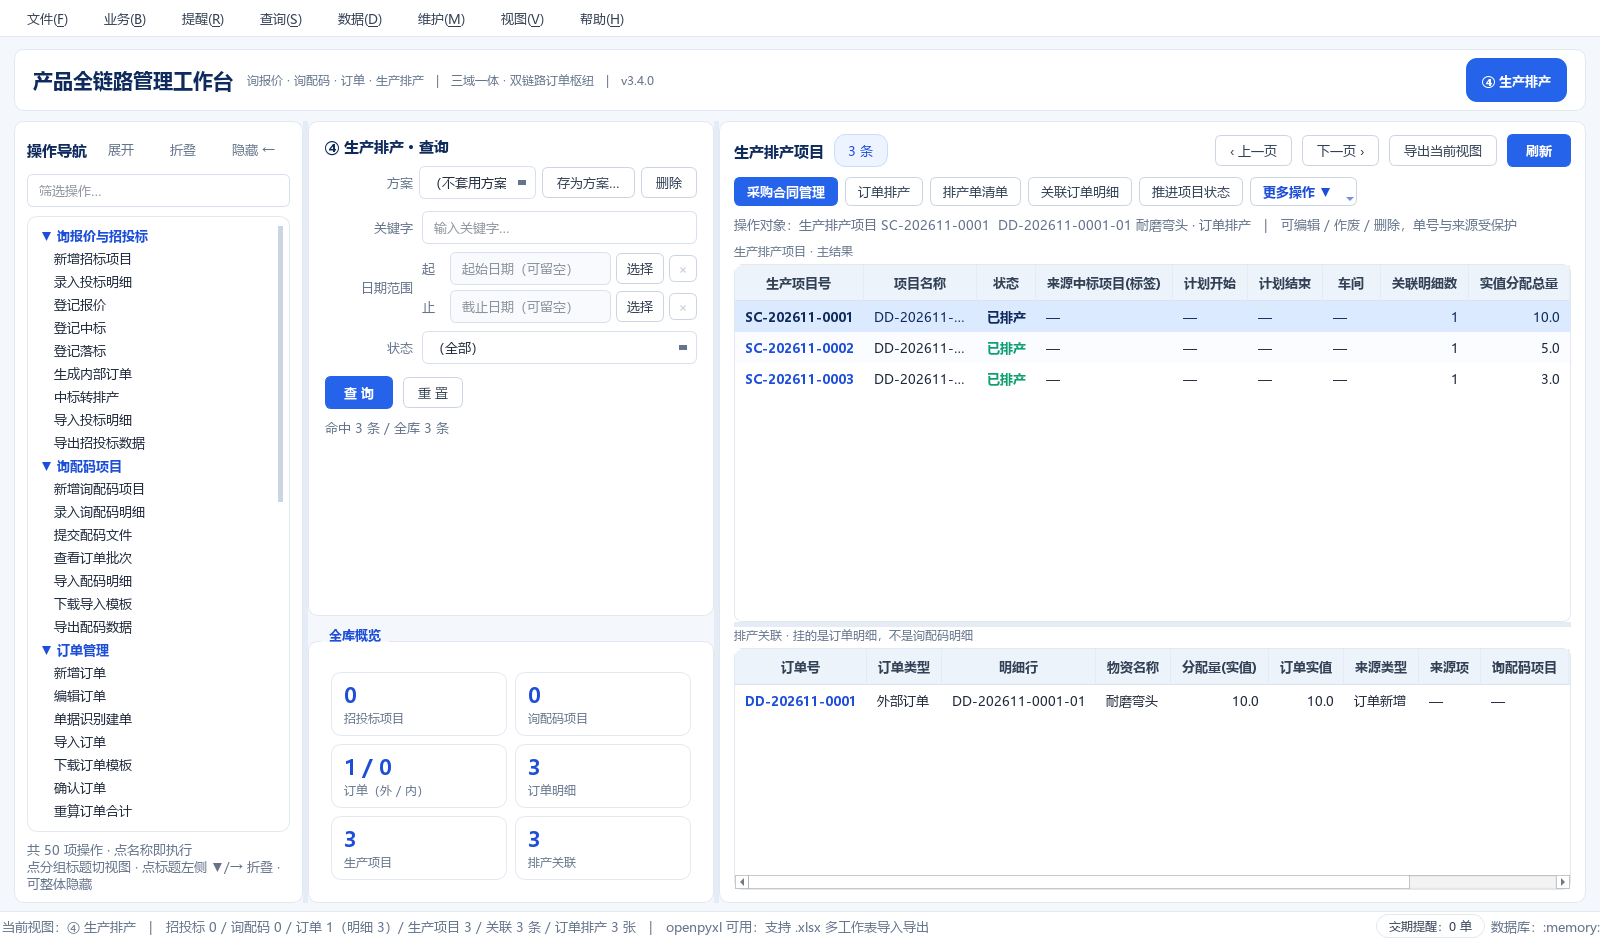 文件(F) 业务(B) 提醒(R) 查询(S) 数据(D) 维护(M) 视图(V) 帮助(H)
产品全链路管理工作台 询报价 · 询配码 · 订单 · 生产排产 | 三域一体 · 双链路订单枢纽 | v3.4.0
④ 生产排产
操作导航 展开 折叠 隐藏 ←
筛选操作...
▼ 询报价与招投标
新增招标项目
录入投标明细
登记报价
登记中标
登记落标
生成内部订单
中标转排产
导入投标明细
导出招投标数据
▼ 询配码项目
新增询配码项目
录入询配码明细
提交配码文件
查看订单批次
导入配码明细
下载导入模板
导出配码数据
▼ 订单管理
新增订单
编辑订单
单据识别建单
导入订单
下载订单模板
确认订单
重算订单合计
共 50 项操作 · 点名称即执行
点分组标题切视图 · 点标题左侧 ▼/→ 折叠 ·
可整体隐藏
④ 生产排产 • 查询
方案 (不套用方案 存为方案... 删除
关键字 输入关键字...
日期范围
起 起始日期（可留空） 选择 ×
止 截止日期（可留空） 选择 ×
状态 (全部)
查 询 重 置
命中 3 条 / 全库 3 条
全库概览
0
招投标项目
0
询配码项目
1 / 0
订单（外 / 内）
3
订单明细
3
生产项目
3
排产关联
生产排产项目 3 条 ‹ 上一页 下一页 › 导出当前视图 刷新
采购合同管理 订单排产 排产单清单 关联订单明细 推进项目状态 更多操作 ▼
操作对象：生产排产项目 SC-202611-0001 DD-202611-0001-01 耐磨弯头 · 订单排产 | 可编辑 / 作废 / 删除，单号与来源受保护
生产排产项目 · 主结果
生产项目号 项目名称 状态 来源中标项目(标签) 计划开始 计划结束 车间 关联明细数 实值分配总量
SC-202611-0001 DD-202611-... 已排产 — — — — 1 10.0
SC-202611-0002 DD-202611-... 已排产 — — — — 1 5.0
SC-202611-0003 DD-202611-... 已排产 — — — — 1 3.0
排产关联 · 挂的是订单明细，不是询配码明细
订单号 订单类型 明细行 物资名称 分配量(实值) 订单实值 来源类型 来源项 询配码项目
DD-202611-0001 外部订单 DD-202611-0001-01 耐磨弯头 10.0 10.0 订单新增 — —
当前视图：④ 生产排产 | 招投标 0 / 询配码 0 / 订单 1（明细 3）/ 生产项目 3 / 关联 3 条 / 订单排产 3 张 | openpyxl 可用：支持 .xlsx 多工作表导入导出
交期提醒：0 单 数据库：:memory: